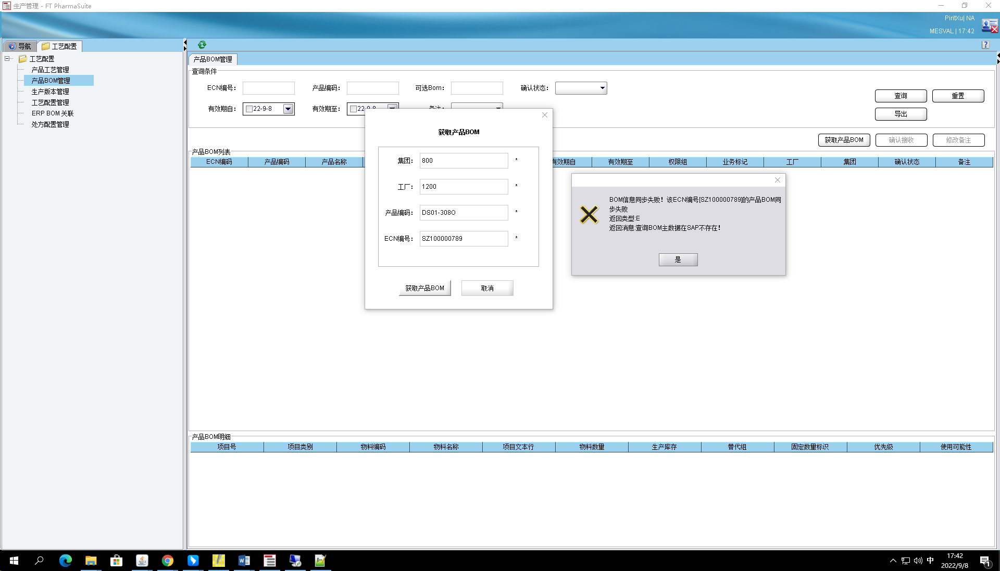 生产管理 - FT PharmaSuite
PiritXu| NA
MESVAL | 17:42
导航
工艺配置
工艺配置
产品工艺管理
产品BOM管理
生产版本管理
工艺配置管理
ERP BOM 关联
处方配置管理
产品BOM管理
查询条件
ECN编号：
产品编码：
可选Bom：
确认状态：
有效期自：
22-9-8
有效期至：
22-9-8
备注：
查询
重置
导出
获取产品BOM
确认接收
修改备注
产品BOM列表
ECN编码
产品编码
产品名称
有效期自
有效期至
权限组
业务标记
工厂
集团
确认状态
备注
获取产品BOM
集团：
800
*
工厂：
1200
*
产品编码：
DS01-308O
*
ECN编号：
SZ100000789
*
获取产品BOM
取消
BOM信息同步失败！该ECN编号[SZ100000789]的产品BOM同
步失败
返回类型:E
返回消息:查询BOM主数据在SAP不存在！
是
产品BOM明细
项目号
项目类别
物料编码
物料名称
项目文本行
物料数量
生产库存
替代组
固定数量标识
优先级
使用可能性
中
17:42
2022/9/8
1